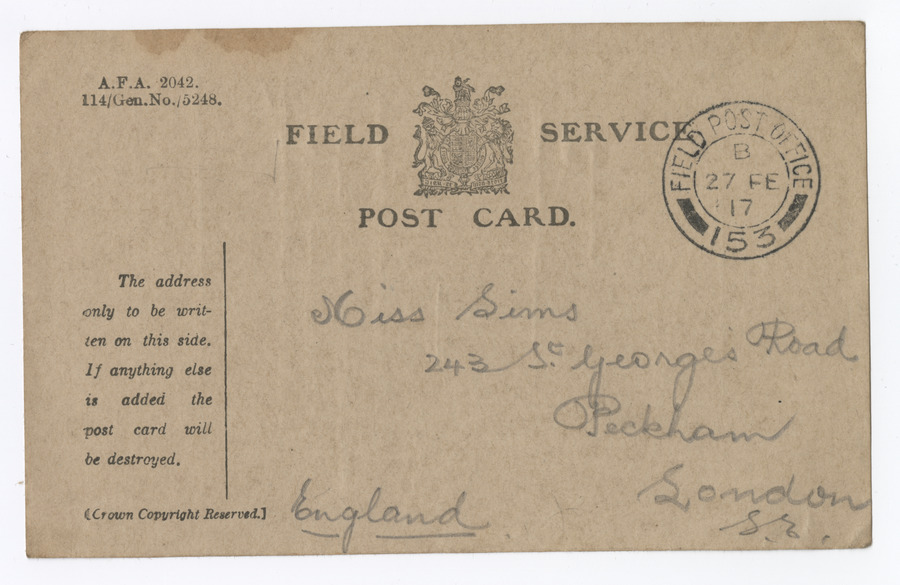 A.F.A. 2042.
114/Gen.No./5248.
FIELD SERVICE
POST CARD.
FIELD POST OFFICE
B
27 FE
17
153
The address
only to be writ-
ten on this side.
If anything else
is added the
post card will
be destroyed.
[Crown Copyright Reserved.]
Miss Sims
243 St. Georges Road
Peckham
London
S.E.
England